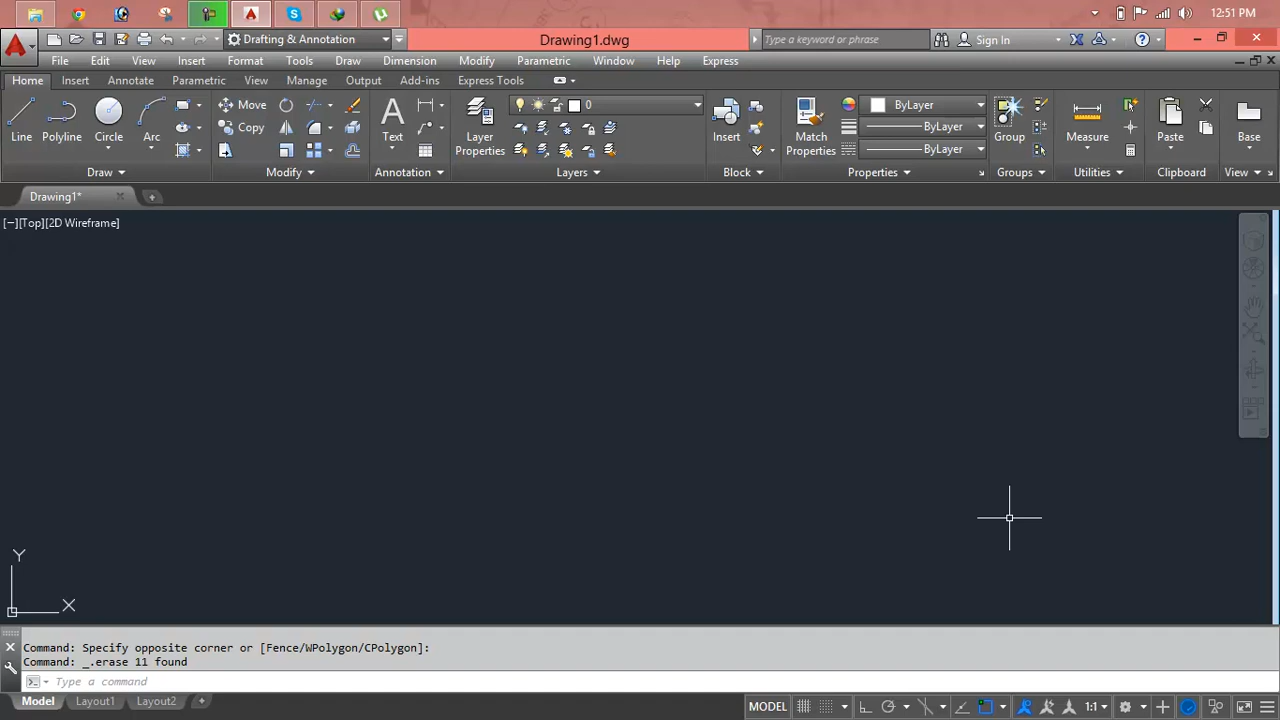 12:51 PM
Drafting & Annotation
Drawing1.dwg
Type a keyword or phrase
Sign In
File Edit View Insert Format Tools Draw Dimension Modify Parametric Window Help Express
Home Insert Annotate Parametric View Manage Output Add-ins Express Tools
Line Polyline Circle Arc
Move
Copy
Text
Layer Properties
0
Insert
Match Properties
ByLayer
ByLayer
ByLayer
Group
Measure
Paste
Base
Draw Modify Annotation Layers Block Properties Groups Utilities Clipboard View
Drawing1*
[−][Top][2D Wireframe]
Y
X
Command: Specify opposite corner or [Fence/WPolygon/CPolygon]:
Command: _.erase 11 found
Type a command
Model Layout1 Layout2 +
MODEL 1:1